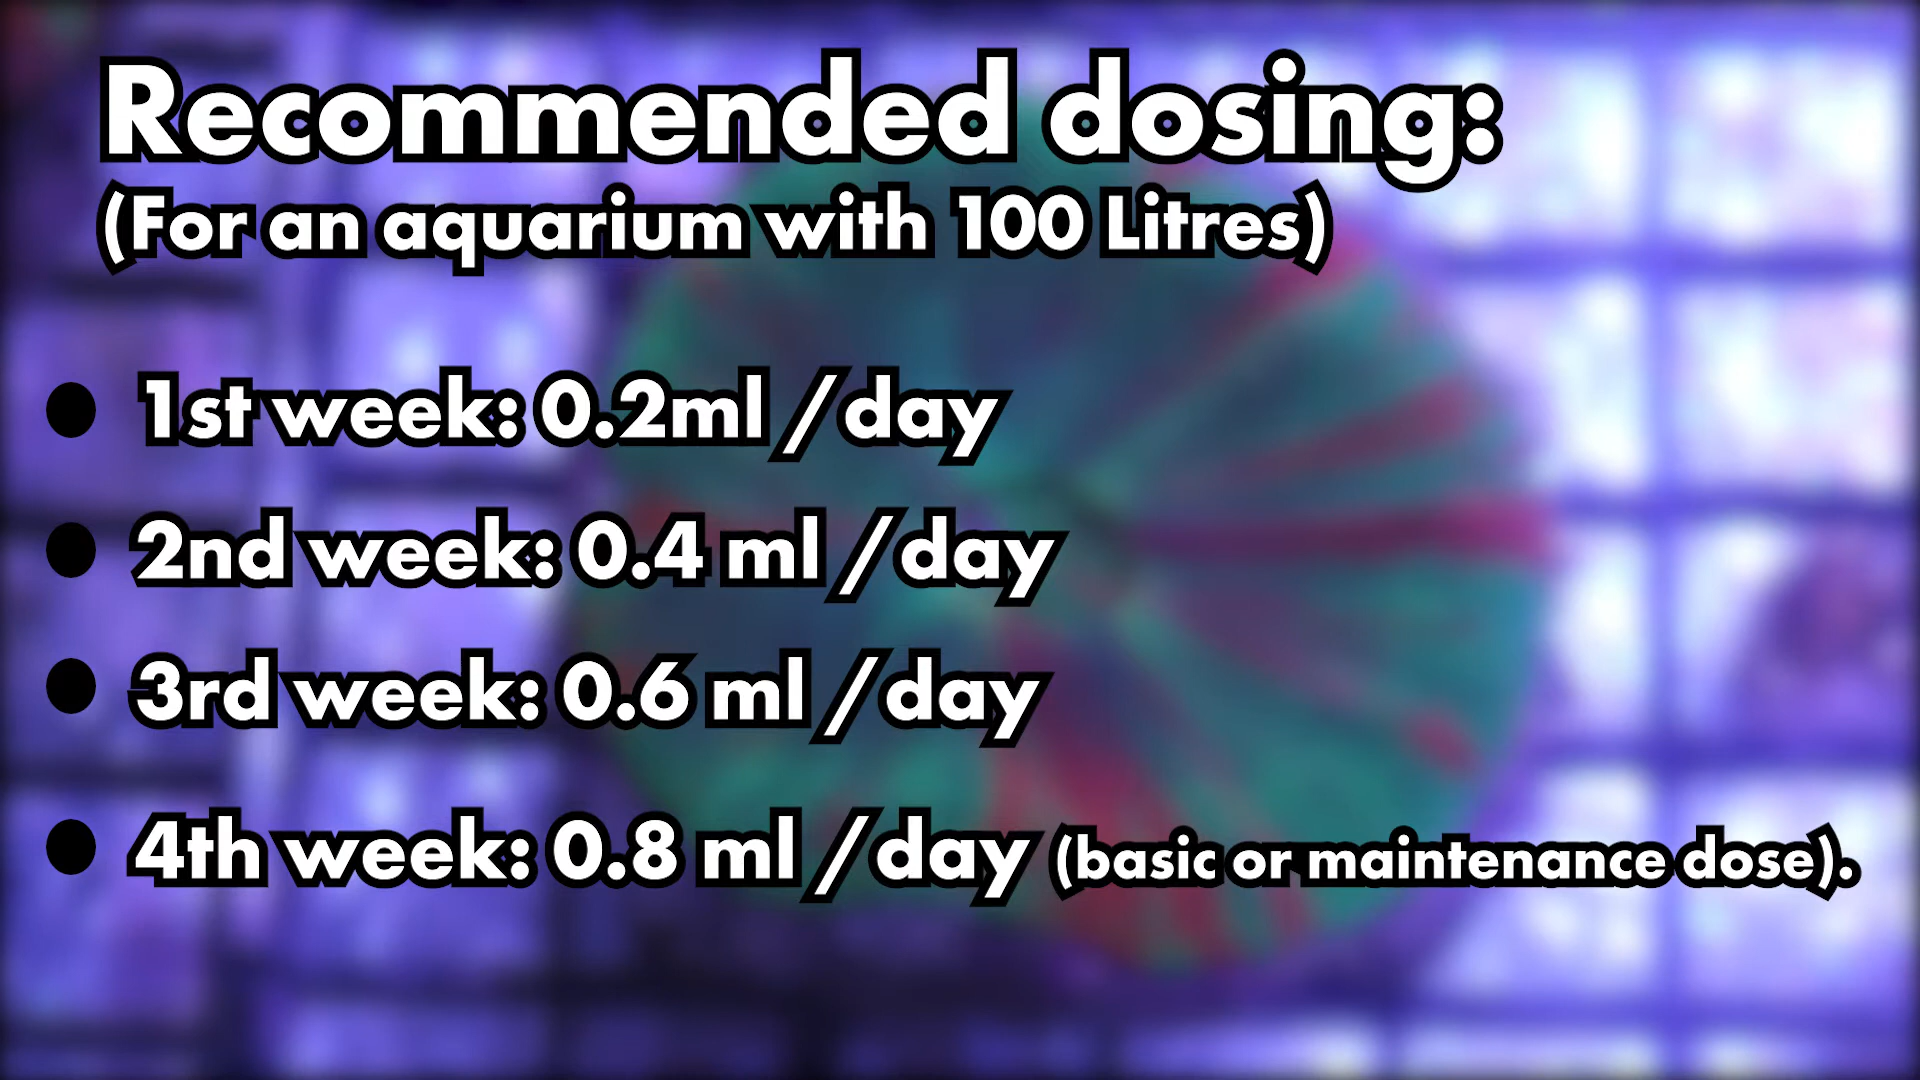 Recommended dosing:
(For an aquarium with 100 Litres)
• 1st week: 0.2ml /day
• 2nd week: 0.4 ml /day
• 3rd week: 0.6 ml /day
• 4th week: 0.8 ml /day (basic or maintenance dose).